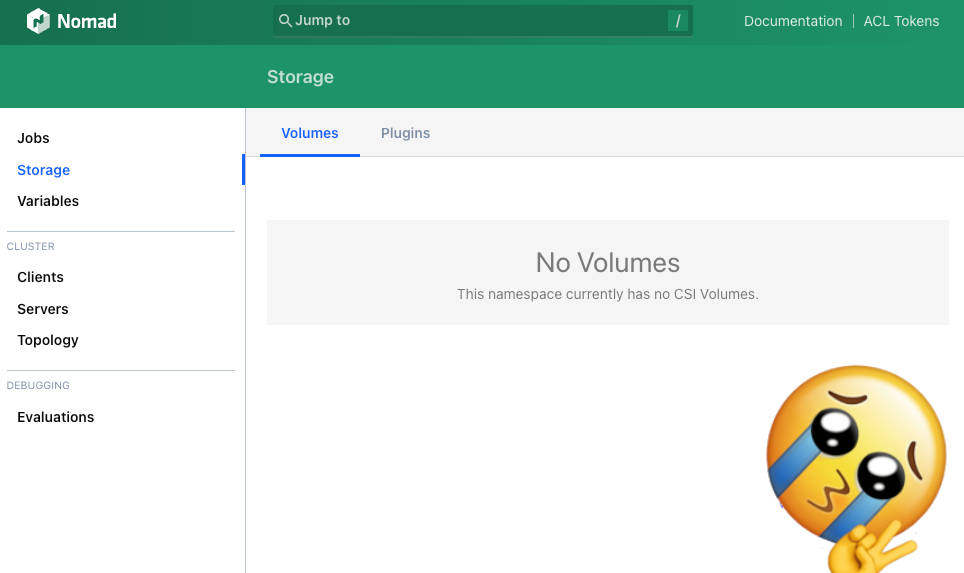 Nomad
Jump to
/
Documentation
ACL Tokens
Storage
Jobs
Storage
Variables
CLUSTER
Clients
Servers
Topology
DEBUGGING
Evaluations
Volumes
Plugins
No Volumes
This namespace currently has no CSI Volumes.